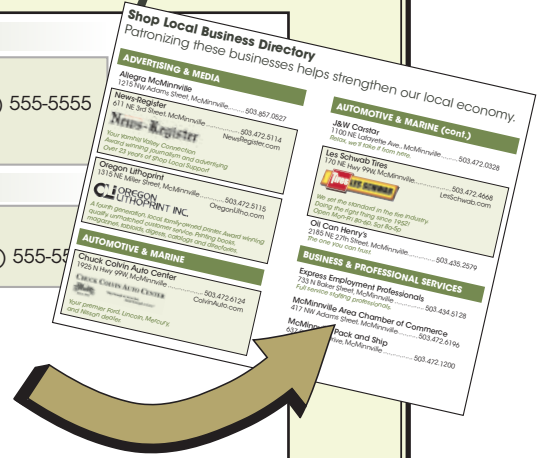 ) 555-5555
) 555-55
Shop Local Business Directory
Patronizing these businesses helps strengthen our local economy.
ADVERTISING & MEDIA
Allegra McMinnville
1215 NW Adams Street, McMinnville..........503.857.0527
News-Register
611 NE 3rd Street, McMinnville..........503.472.5114
NewsRegister.com
News-Register
Your Yamhill Valley Connection
Award winning journalism and advertising
Over 23 years of Shop Local Support
Oregon Lithoprint
1315 NE Miller Street, McMinnville..........503.472.5115
OregonLitho.com
OREGON
LITHOPRINT INC.
A fourth generation, local family-owned printer. Award winning
quality, unmatched customer service. Printing books,
magazine, tabloids, digests, catalogs and directories.
AUTOMOTIVE & MARINE
Chuck Colvin Auto Center
1925 N Hwy 99W, McMinnville..........503.472.6124
ColvinAuto.com
CHUCK COLVIN AUTO CENTER
Your premier Ford, Lincoln, Mercury,
and Nissan dealer.
AUTOMOTIVE & MARINE (cont.)
J&W Carstar
1100 NE Lafayette Ave., McMinnville..........503.472.0328
Relax, we'll take it from here.
Les Schwab Tires
170 NE Hwy 99W, McMinnville..........503.472.4668
LesSchwab.com
LES SCHWAB
We set the standard in the tire industry
Doing the right thing since 1952!
Open Mon-Fri 8a-6p, Sat 8a-5p
Oil Can Henry's
2185 NE 27th Street, McMinnville..........503.435.2579
The one you can trust.
BUSINESS & PROFESSIONAL SERVICES
Express Employment Professionals
733 N Baker Street, McMinnville..........503.434.5128
Full service staffing professionals.
McMinnville Area Chamber of Commerce
417 NW Adams Street, McMinnville..........503.472.6196
McMinn Pack and Ship
rive, McMinnville..........503.472.1200